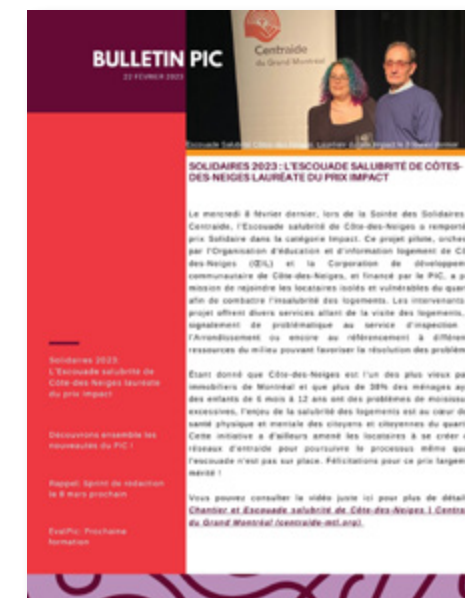 BULLETIN PIC
22 FÉVRIER 2023
Centraide
du Grand Montréal
SOLIDAIRES 2023 : L'ESCOUADE SALUBRITÉ DE CÔTES-
DES-NEIGES LAURÉATE DU PRIX IMPACT
Le mercredi 8 février dernier, lors de la Soirée des Solidaires
Centraide, l'Escouade salubrité de Côte-des-Neiges a remporté
prix Solidaire dans la catégorie Impact. Ce projet pilote, orches
par l'Organisation d'éducation et d'information logement de Cô
des-Neiges (ŒIL) et la Corporation de développem
communautaire de Côte-des-Neiges, et financé par le PIC, a p
mission de rejoindre les locataires isolés et vulnérables du quar
afin de combattre l'insalubrité des logements. Les intervenants
projet offrent divers services allant de la visite des logements,
signalement de problématique au service d'inspection
l'Arrondissement ou encore au référencement à différen
ressources du milieu pouvant favoriser la résolution des problèm
Étant donné que Côte-des-Neiges est l'un des plus vieux pa
immobiliers de Montréal et que plus de 38% des ménages ay
des enfants de 6 mois à 12 ans ont des problèmes de moisissu
excessives, l'enjeu de la salubrité des logements est au cœur de
santé physique et mentale des citoyens et citoyennes du quart
Cette initiative a d'ailleurs amené les locataires à se créer d
réseaux d'entraide pour poursuivre le processus même qua
l'escouade n'est pas sur place. Félicitations pour ce prix largem
mérité !
Vous pouvez consulter la vidéo juste ici pour plus de détail
Chantier et Escouade salubrité de Côte-des-Neiges | Centra
du Grand Montréal (centraide-mtl.org)
Solidaires 2023:
L'Escouade salubrité de
Côte-des-Neiges lauréate
du prix Impact
Découvrons ensemble les
nouveautés du PIC !
Rappel: Sprint de rédaction
le 8 mars prochain
EvalPic: Prochaine
formation